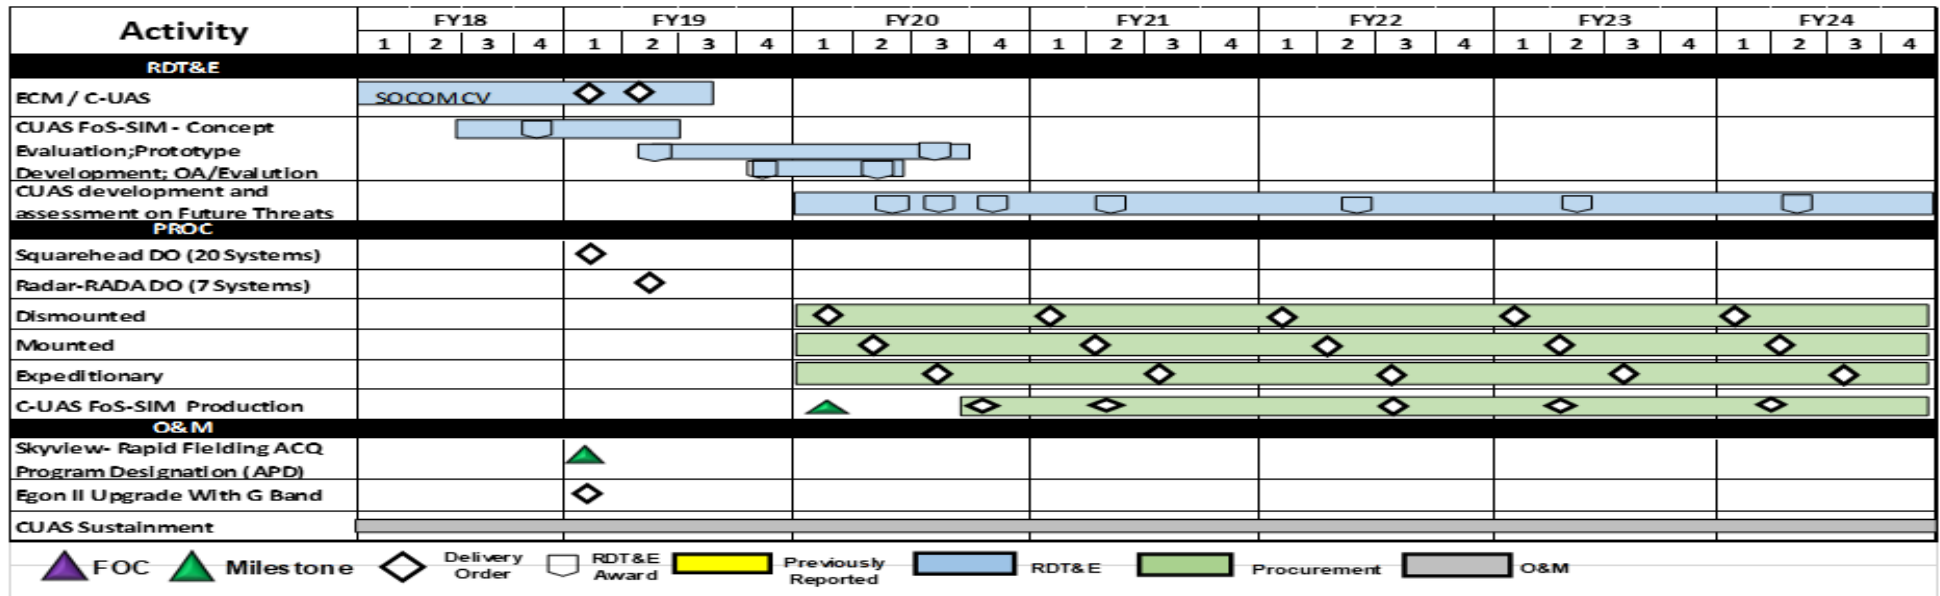 Activity
FY18 FY19 FY20 FY21 FY22 FY23 FY24
1 2 3 4 1 2 3 4 1 2 3 4 1 2 3 4 1 2 3 4 1 2 3 4 1 2 3 4
RDT&E
ECM / C-UAS
SOCOM CV
CUAS FoS-SIM - Concept
Evaluation;Prototype
Development; OA/Evalution
CUAS development and
assessment on Future Threats
PROC
Squarehead DO (20 Systems)
Radar-RADA DO (7 Systems)
Dismounted
Mounted
Expeditionary
C-UAS FoS-SIM Production
O&M
Skyview- Rapid Fielding ACQ
Program Designation (APD)
Egon II Upgrade With G Band
CUAS Sustainment
FOC
Milestone
Delivery
Order
RDT&E
Award
Previously
Reported
RDT&E
Procurement
O&M